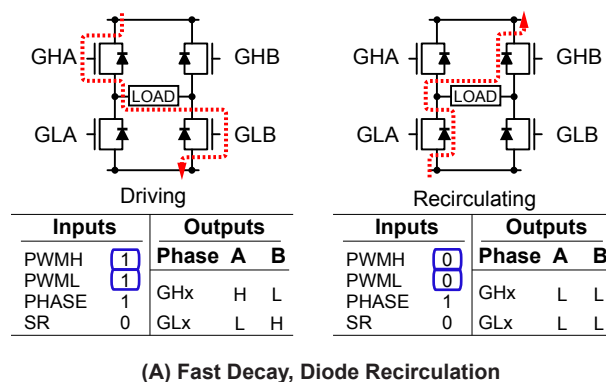 GHA
GHB
LOAD
GLA
GLB
Driving
Inputs Outputs
PWMH 1 Phase A B
PWML 1
GHx H L
PHASE 1
SR 0 GLx L H
GHA
GHB
LOAD
GLA
GLB
Recirculating
Inputs Outputs
PWMH 0 Phase A B
PWML 0
GHx L L
PHASE 1
SR 0 GLx L L
(A) Fast Decay, Diode Recirculation